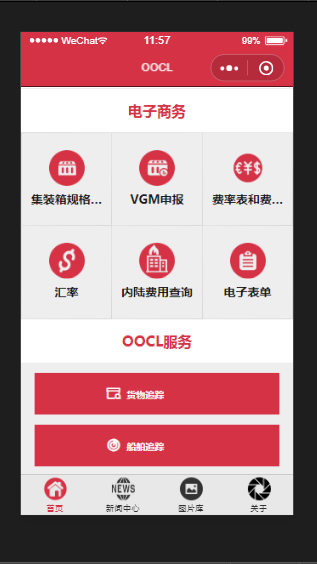 WeChat 11:57 99%
OOCL
电子商务
集装箱规格... VGM申报 费率表和费...
汇率 内陆费用查询 电子表单
OOCL服务
货物追踪
船舶追踪
NEWS
首页 新闻中心 图片库 关于